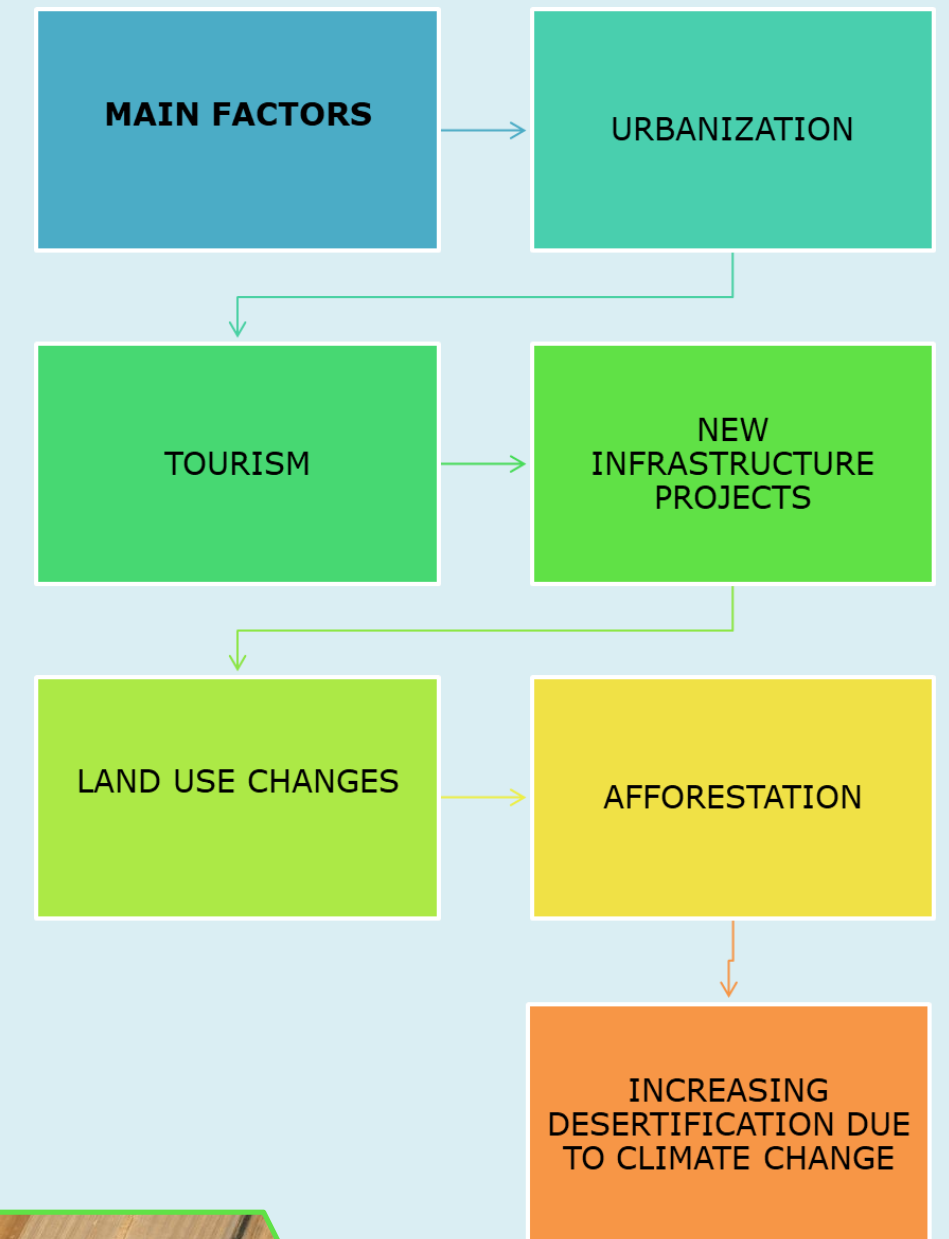 MAIN FACTORS
URBANIZATION
TOURISM
NEW
INFRASTRUCTURE
PROJECTS
LAND USE CHANGES
AFFORESTATION
INCREASING
DESERTIFICATION DUE
TO CLIMATE CHANGE